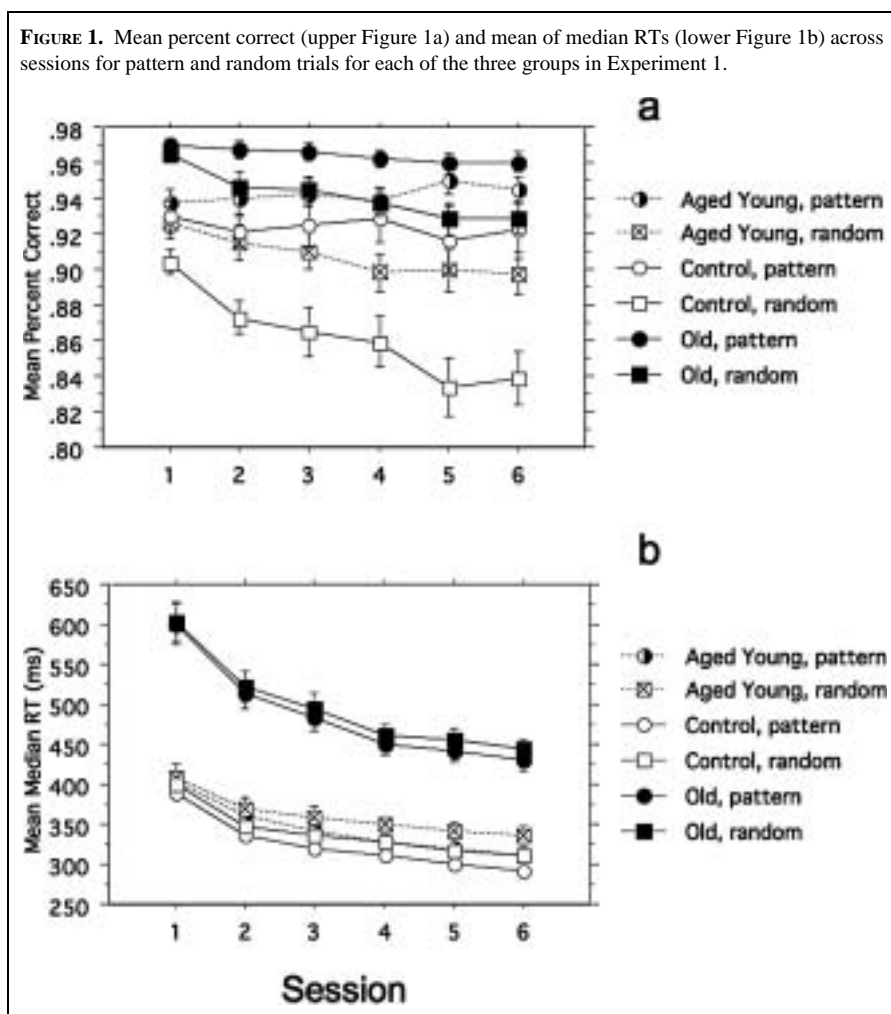 FIGURE 1. Mean percent correct (upper Figure 1a) and mean of median RTs (lower Figure 1b) across
sessions for pattern and random trials for each of the three groups in Experiment 1.
a
Mean Percent Correct
.98
.96
.94
.92
.90
.88
.86
.84
.82
.80
1 2 3 4 5 6
Aged Young, pattern
Aged Young, random
Control, pattern
Control, random
Old, pattern
Old, random
b
Mean Median RT (ms)
650
600
550
500
450
400
350
300
250
1 2 3 4 5 6
Aged Young, pattern
Aged Young, random
Control, pattern
Control, random
Old, pattern
Old, random
Session